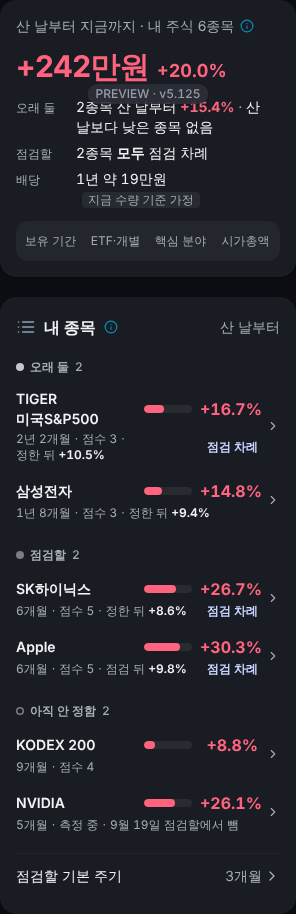 산 날부터 지금까지 · 내 주식 6종목
+242만원 +20.0%
PREVIEW · v5.125
오래 둘 2종목 산 날부터 +15.4% · 산
날보다 낮은 종목 없음
점검할 2종목 모두 점검 차례
배당 1년 약 19만원
지금 수량 기준 가정
보유 기간 ETF·개별 핵심 분야 시가총액
내 종목 산 날부터
오래 둘 2
TIGER
미국S&P500 +16.7%
2년 2개월 · 점수 3 ·
정한 뒤 +10.5% 점검 차례
삼성전자 +14.8%
1년 8개월 · 점수 3 · 정한 뒤 +9.4%
점검할 2
SK하이닉스 +26.7%
6개월 · 점수 5 · 정한 뒤 +8.6% 점검 차례
Apple +30.3%
6개월 · 점수 5 · 점검 뒤 +9.8% 점검 차례
아직 안 정함 2
KODEX 200 +8.8%
9개월 · 점수 4
NVIDIA +26.1%
5개월 · 측정 중 · 9월 19일 점검할에서 뺌
점검할 기본 주기 3개월